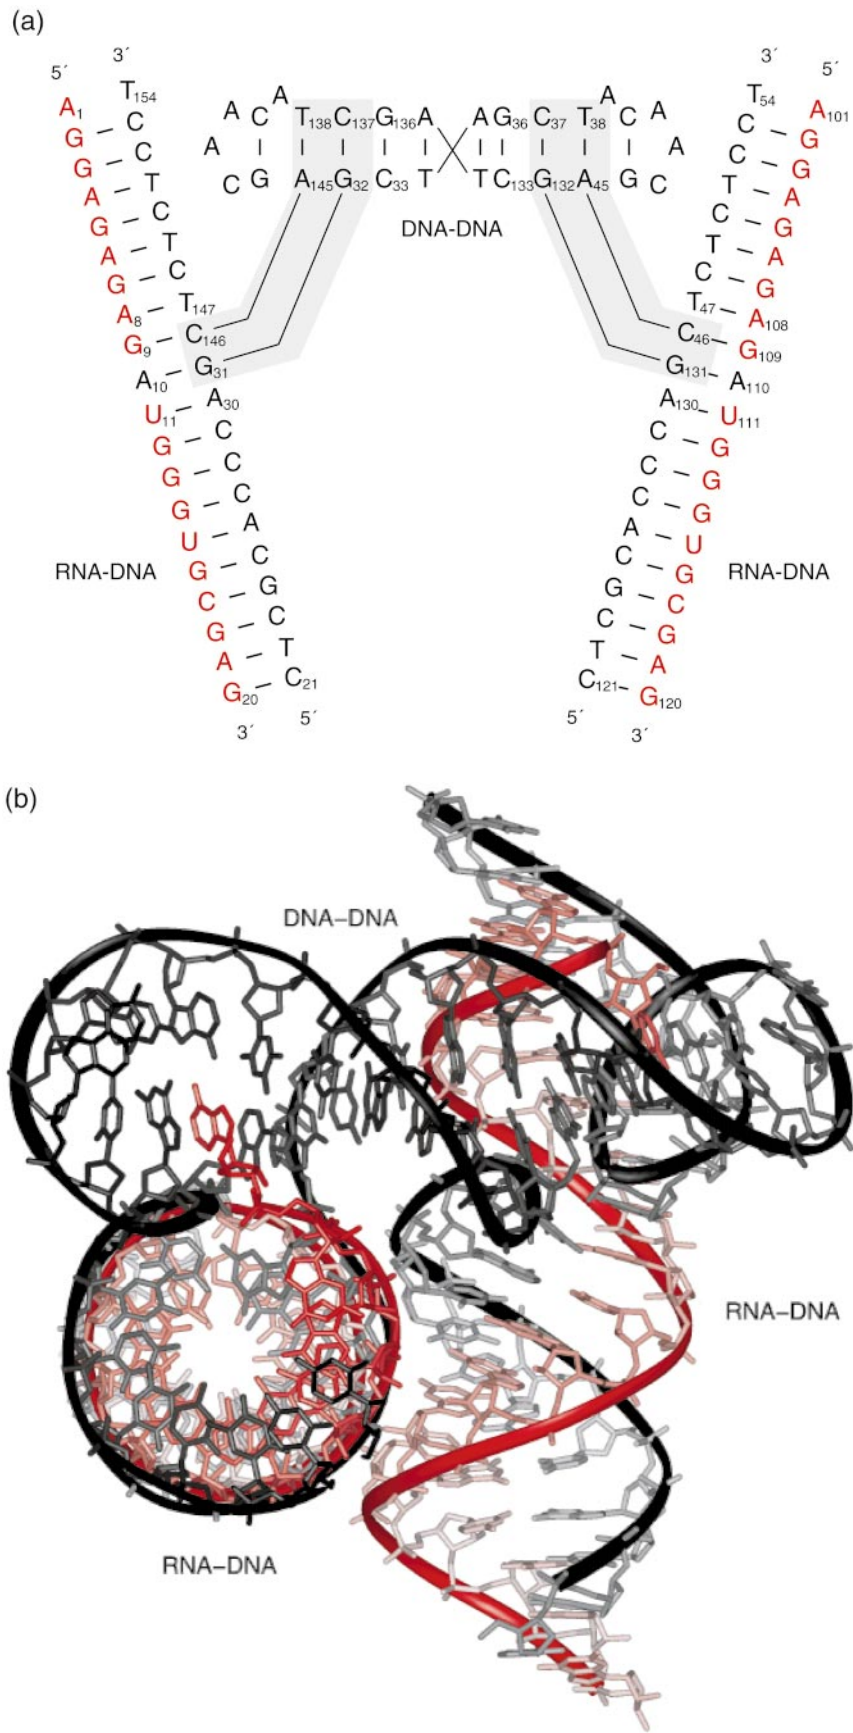 (a)
5´
A1 G G A G A G A8 G9 A10 U11 G G G U G C G A G20
3´
3´
T154 C C T C T C T147 C146 G31 A30 C C C A C G C T C21
5´
RNA-DNA
A A C A T138 C137 G136 A A G36 C37 T38 A C A A
C G A145 G32 C33 T T C133 G132 A45 G C
DNA-DNA
3´
T54 C C T C T C T47 C46 G131 A130 C C C A C G C T C121
5´
5´
A101 G G A G A G A108 G109 A110 U111 G G G U G C G A G120
3´
RNA-DNA
(b)
DNA–DNA
RNA–DNA
RNA–DNA